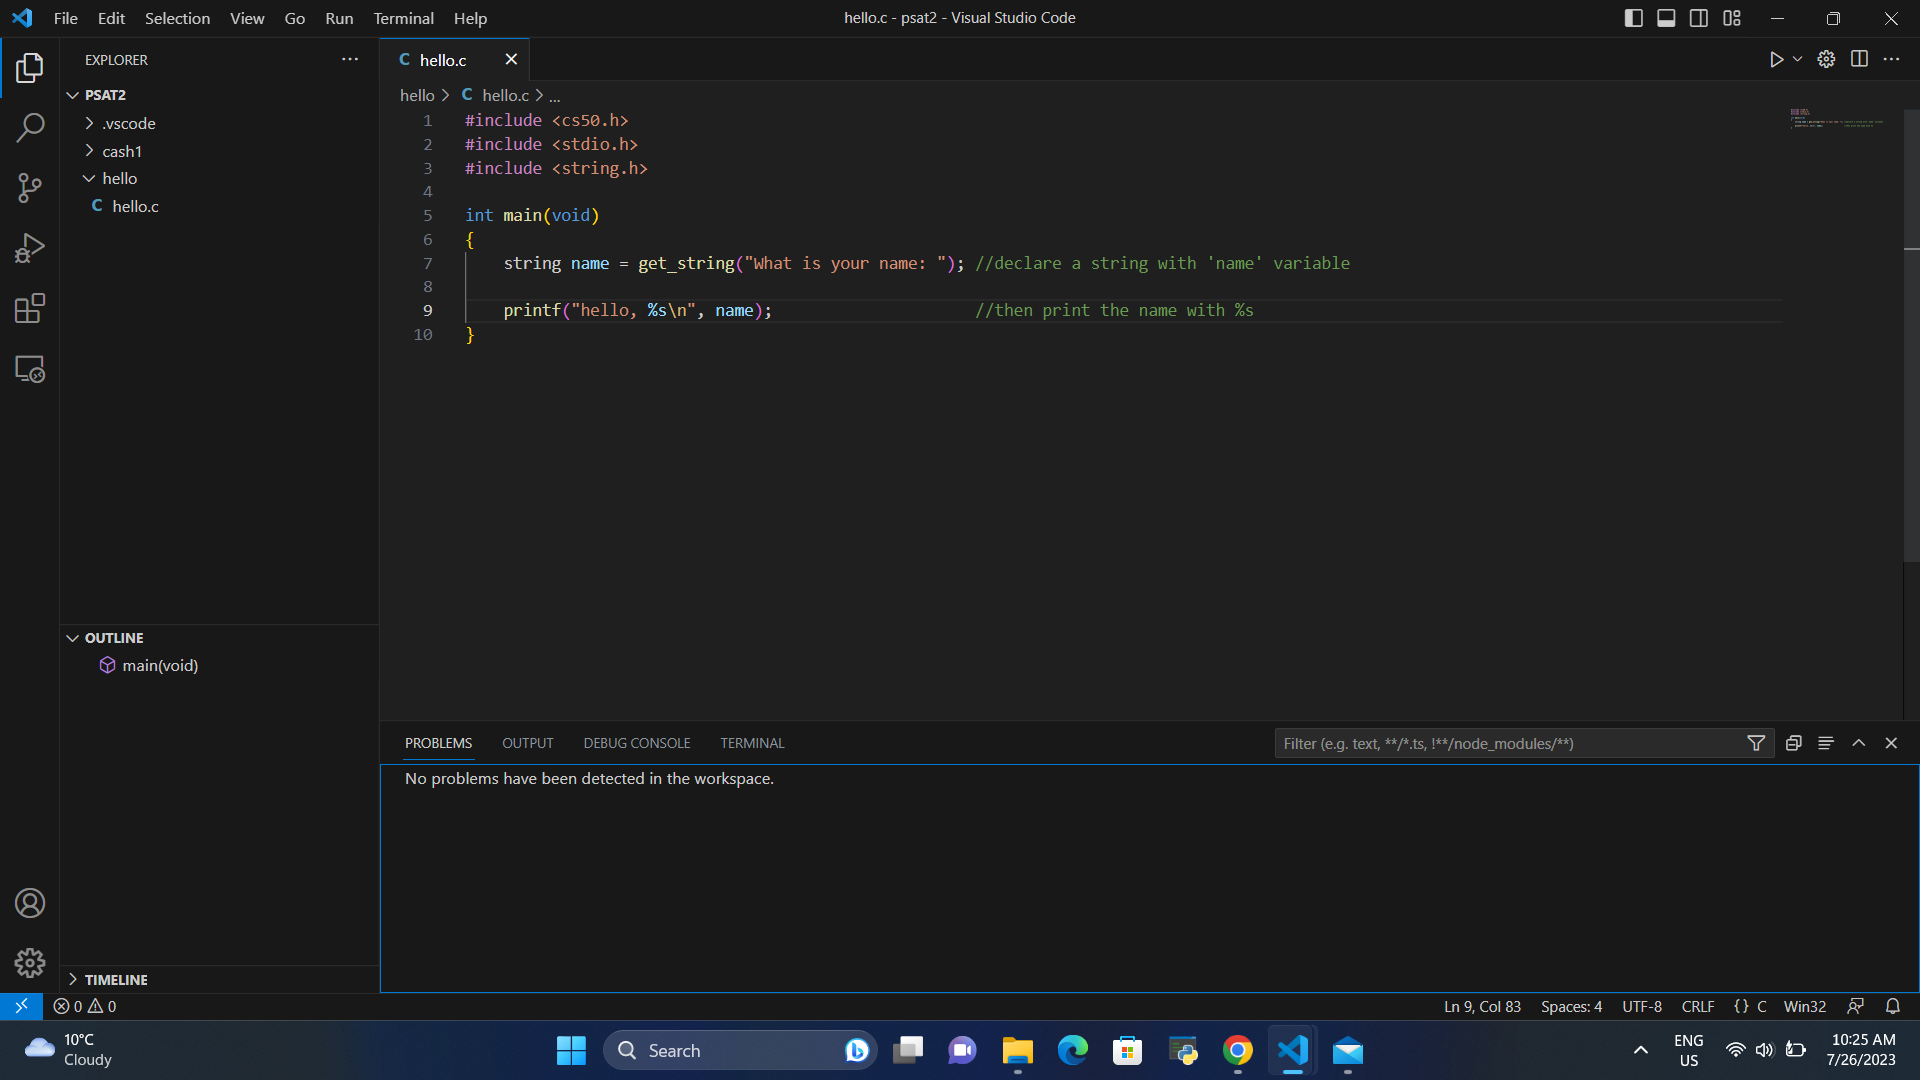 File Edit Selection View Go Run Terminal Help
hello.c - psat2 - Visual Studio Code
EXPLORER
PSAT2
.vscode
cash1
hello
C hello.c
OUTLINE
main(void)
TIMELINE
C hello.c
hello > C hello.c > ...
1 #include <cs50.h>
2 #include <stdio.h>
3 #include <string.h>
4
5 int main(void)
6 {
7 string name = get_string("What is your name: "); //declare a string with 'name' variable
8
9 printf("hello, %s\n", name); //then print the name with %s
10 }
PROBLEMS OUTPUT DEBUG CONSOLE TERMINAL
Filter (e.g. text, **/*.ts, !**/node_modules/**)
No problems have been detected in the workspace.
0 0
Ln 9, Col 83 Spaces: 4 UTF-8 CRLF {} C Win32
10°C
Cloudy
Search
ENG
US
10:25 AM
7/26/2023